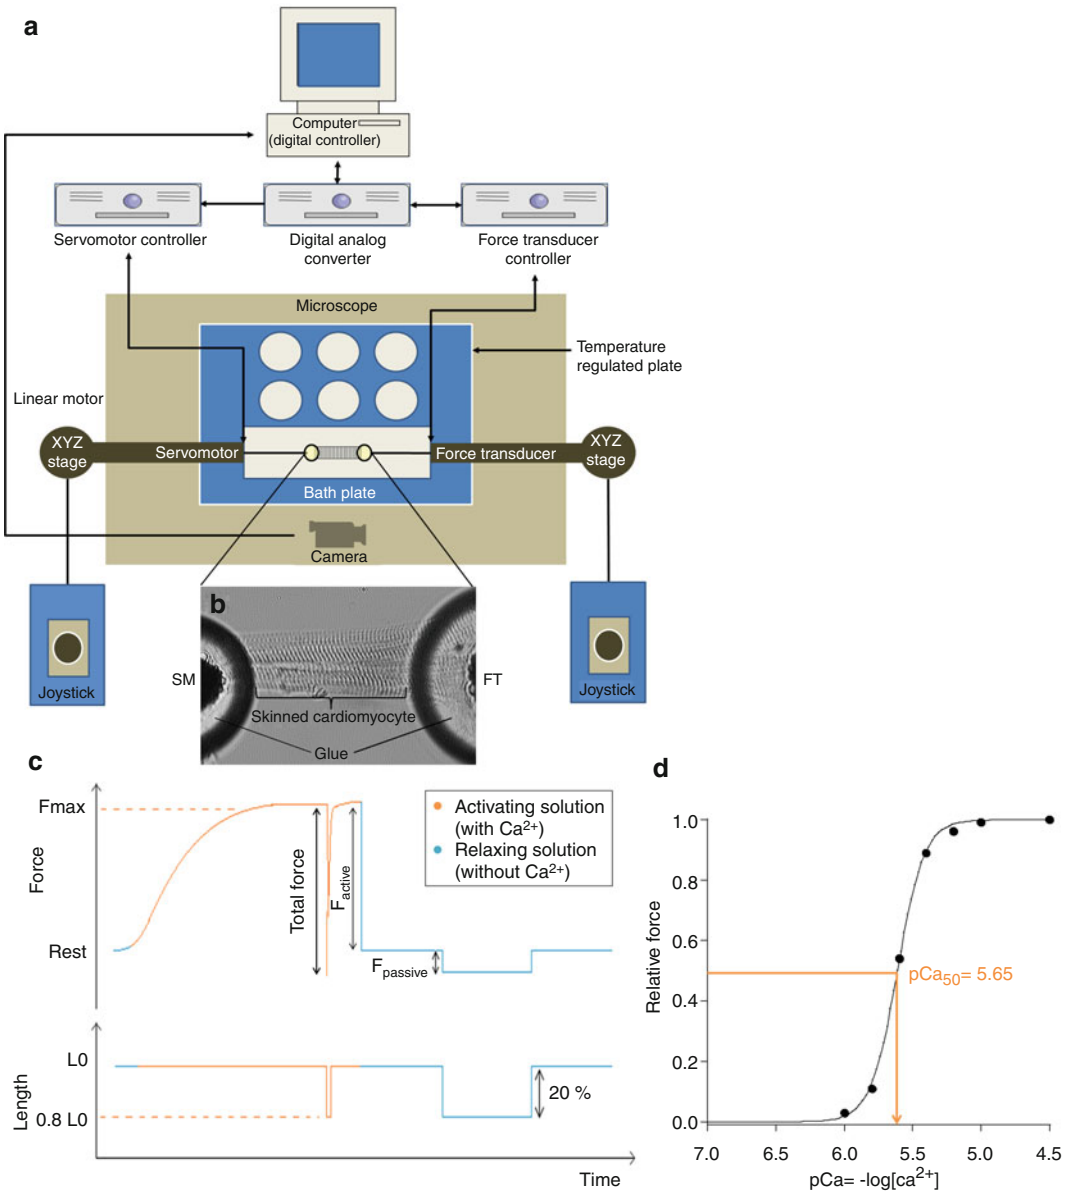 a
Computer
(digital controller)
Servomotor controller
Digital analog
converter
Force transducer
controller
Microscope
Temperature
regulated plate
Linear motor
XYZ
stage
Servomotor
Force transducer
XYZ
stage
Bath plate
Camera
Joystick
Joystick
b
SM
FT
Skinned cardiomyocyte
Glue
c
Fmax
Force
Rest
Total force
Factive
Fpassive
Activating solution
(with Ca²⁺)
Relaxing solution
(without Ca²⁺)
Length
L0
0.8 L0
20 %
Time
d
Relative force
1.0
0.8
0.6
0.4
0.2
0.0
pCa50= 5.65
7.0 6.5 6.0 5.5 5.0 4.5
pCa= -log[ca²⁺]